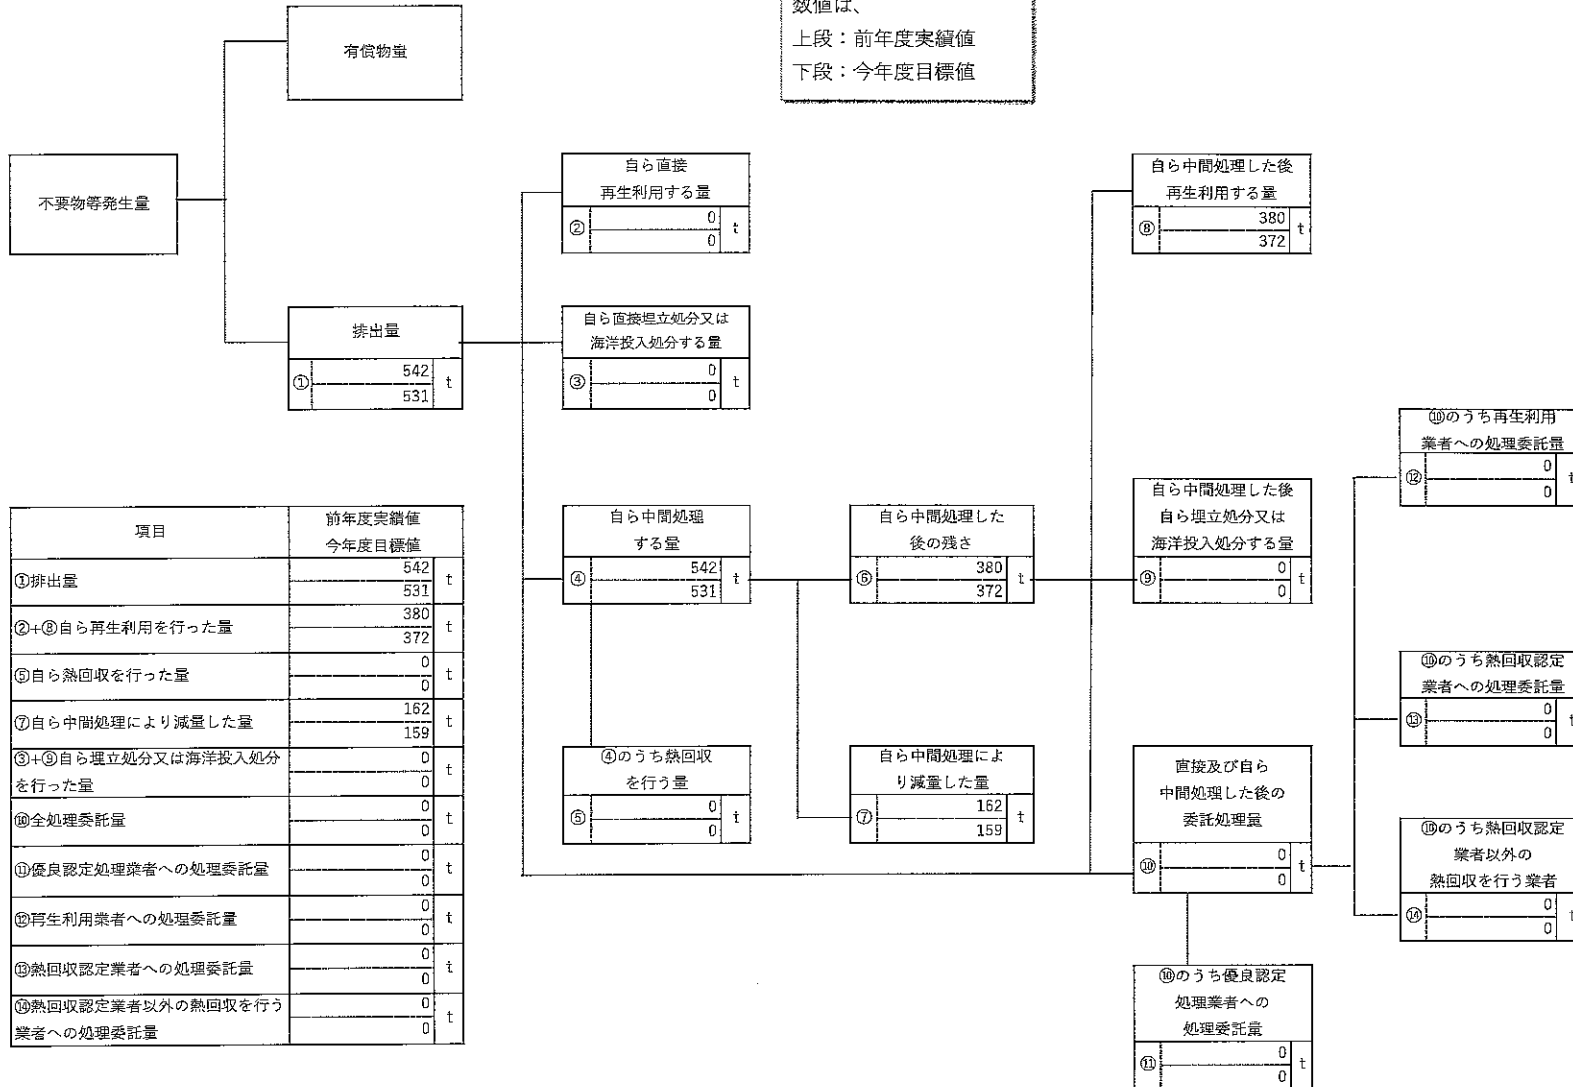 数値は、
上段：前年度実績値
下段：今年度目標値
有償物量
不要物等発生量
排出量
① 542 t
531
自ら直接
再生利用する量
② 0 t
0
自ら直接埋立処分又は
海洋投入処分する量
③ 0 t
0
自ら中間処理した後
再生利用する量
⑧ 380 t
372
自ら中間処理
する量
④ 542 t
531
自ら中間処理した
後の残さ
⑥ 380 t
372
自ら中間処理した後
自ら埋立処分又は
海洋投入処分する量
⑨ 0 t
0
⑩のうち再生利用
業者への処理委託量
⑫ 0 t
0
④のうち熱回収
を行う量
⑤ 0 t
0
自ら中間処理によ
り減量した量
⑦ 162 t
159
直接及び自ら
中間処理した後の
委託処理量
⑩ 0 t
0
⑩のうち熱回収認定
業者への処理委託量
⑬ 0 t
0
⑩のうち熱回収認定
業者以外の
熱回収を行う業者
⑭ 0 t
0
⑩のうち優良認定
処理業者への
処理委託量
⑪ 0 t
0
項目 前年度実績値
今年度目標値
①排出量 542 t
531
②+⑧自ら再生利用を行った量 380 t
372
⑤自ら熱回収を行った量 0 t
0
⑦自ら中間処理により減量した量 162 t
159
③+⑨自ら埋立処分又は海洋投入処分 0 t
を行った量 0
⑩全処理委託量 0 t
0
⑪優良認定処理業者への処理委託量 0 t
0
⑫再生利用業者への処理委託量 0 t
0
⑬熱回収認定業者への処理委託量 0 t
0
⑭熱回収認定業者以外の熱回収を行う 0 t
業者への処理委託量 0